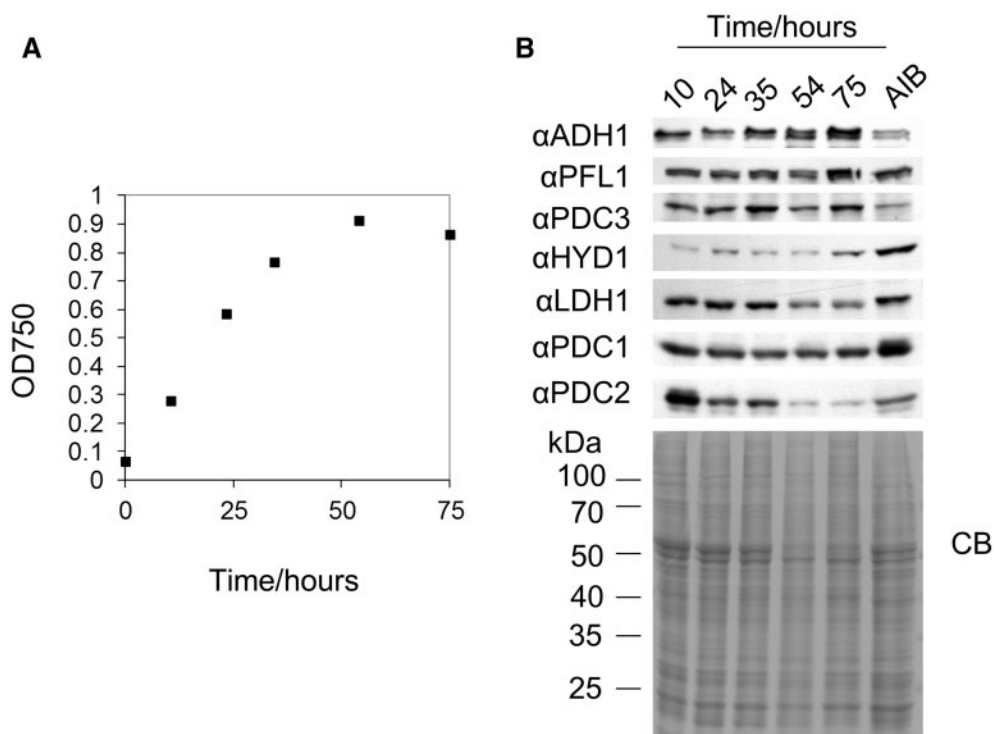 A
1
0.9
0.8
0.7
0.6
0.5
0.4
0.3
0.2
0.1
0
OD750
0 25 50 75
Time/hours
B
Time/hours
10 24 35 54 75 AIB
αADH1
αPFL1
αPDC3
αHYD1
αLDH1
αPDC1
αPDC2
kDa
100
70
50
40
35
25
CB